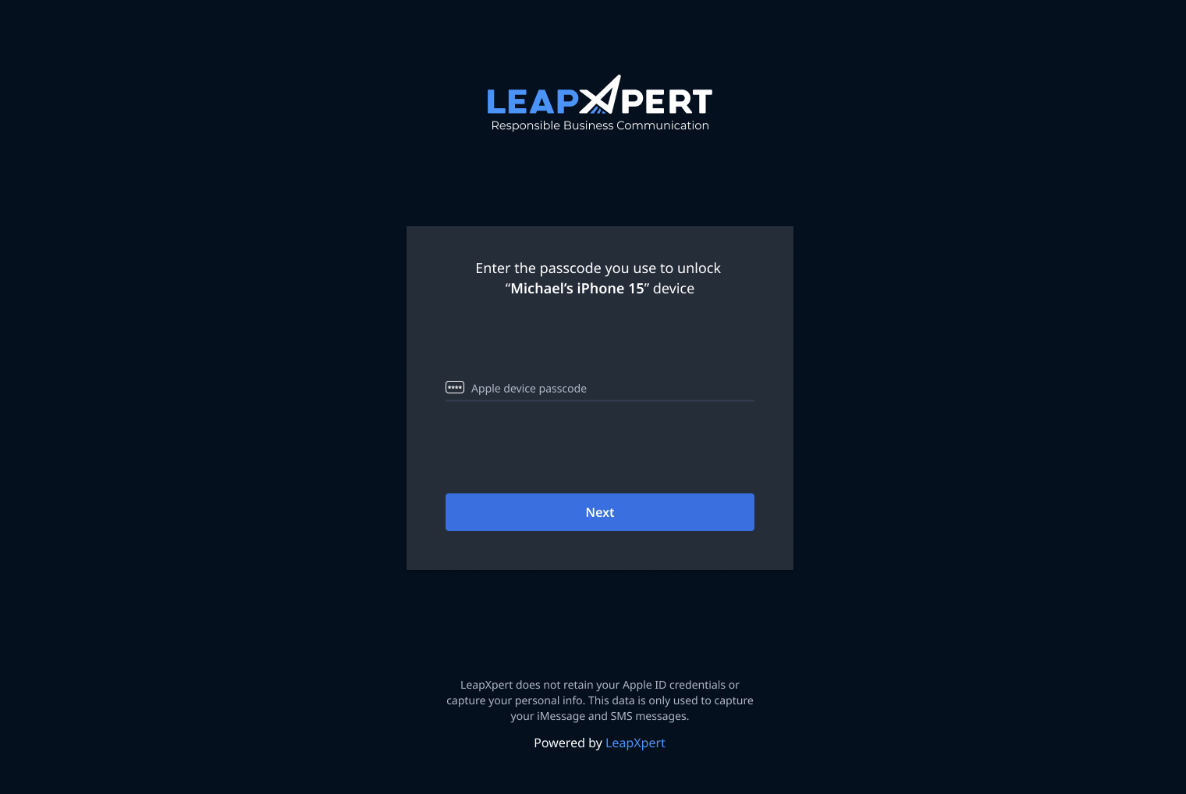 LEAPXPERT
Responsible Business Communication
Enter the passcode you use to unlock
“Michael’s iPhone 15” device
Apple device passcode
Next
LeapXpert does not retain your Apple ID credentials or
capture your personal info. This data is only used to capture
your iMessage and SMS messages.
Powered by LeapXpert